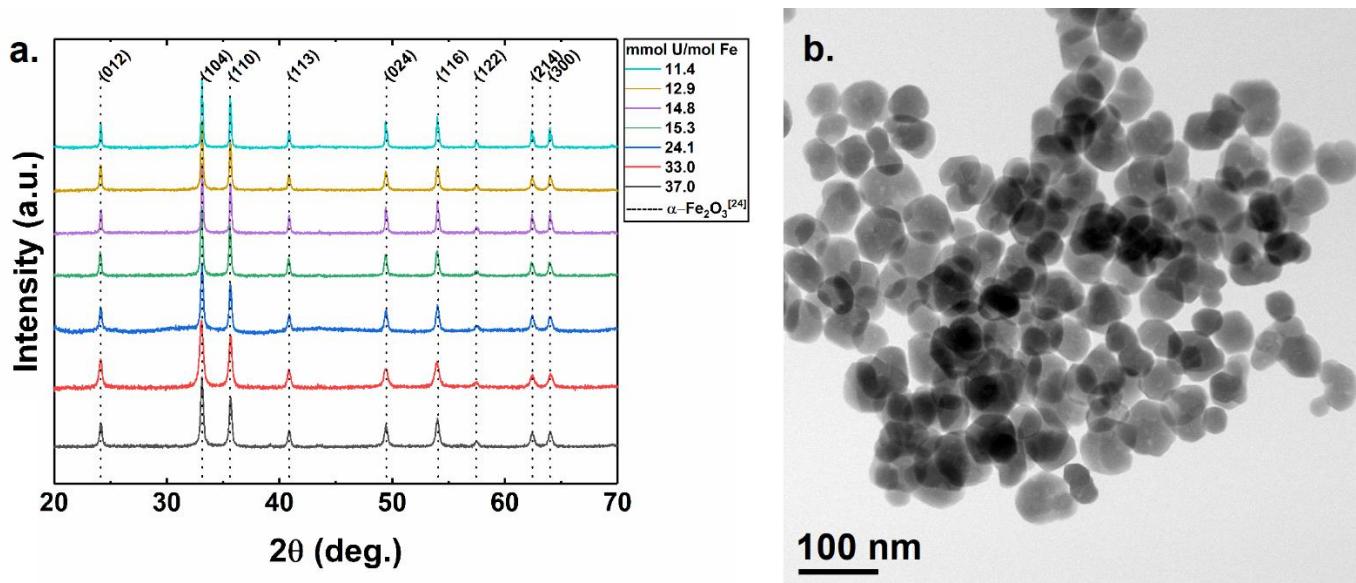 a.
(012)
(104)
(110)
(113)
(024)
(116)
(122)
(214)
(300)
mmol U/mol Fe
11.4
12.9
14.8
15.3
24.1
33.0
37.0
α–Fe₂O₃[24]
Intensity (a.u.)
20 30 40 50 60 70
2θ (deg.)
b.
100 nm